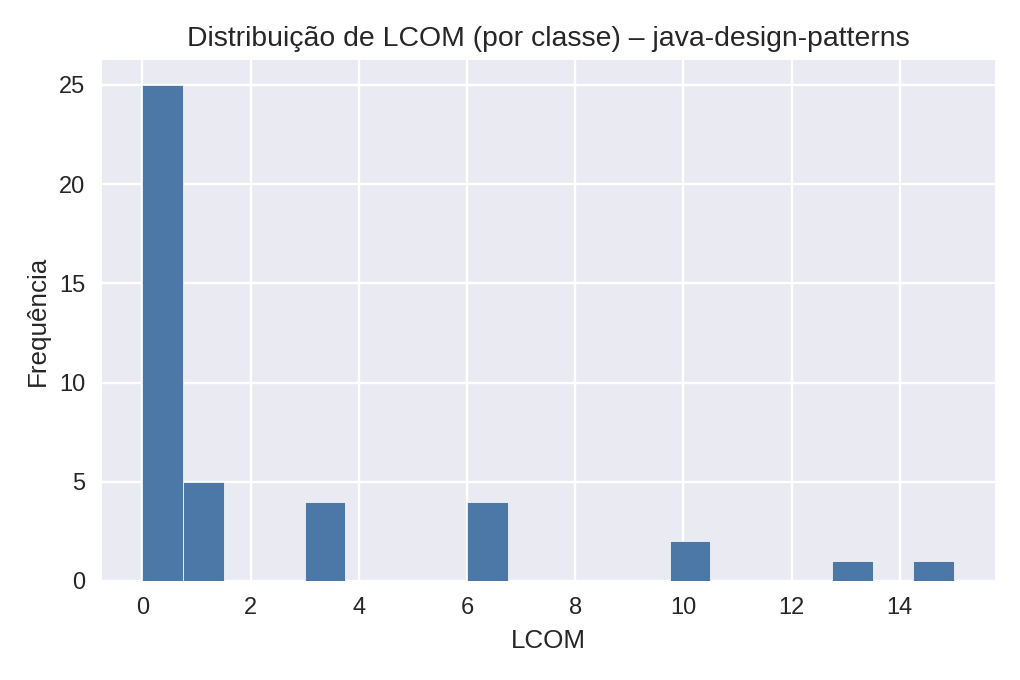 Distribuição de LCOM (por classe) – java-design-patterns
Frequência
25
20
15
10
5
0
0 2 4 6 8 10 12 14
LCOM